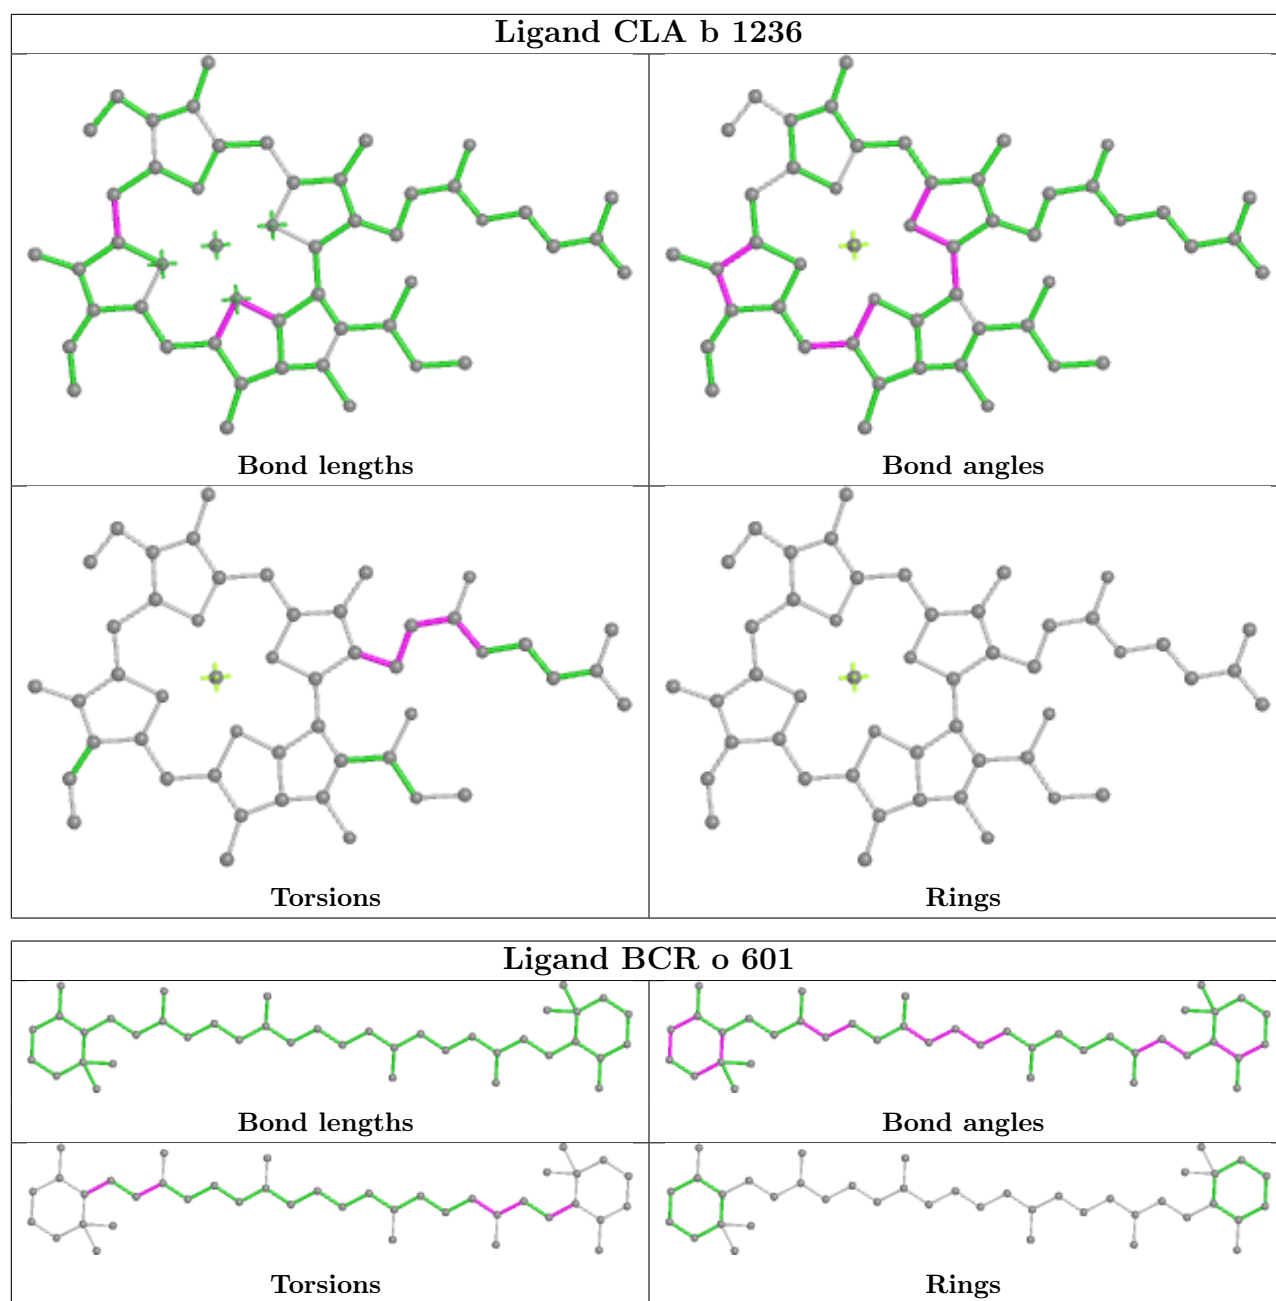 Ligand CLA b 1236
Bond lengths
Bond angles
Torsions
Rings
Ligand BCR o 601
Bond lengths
Bond angles
Torsions
Rings